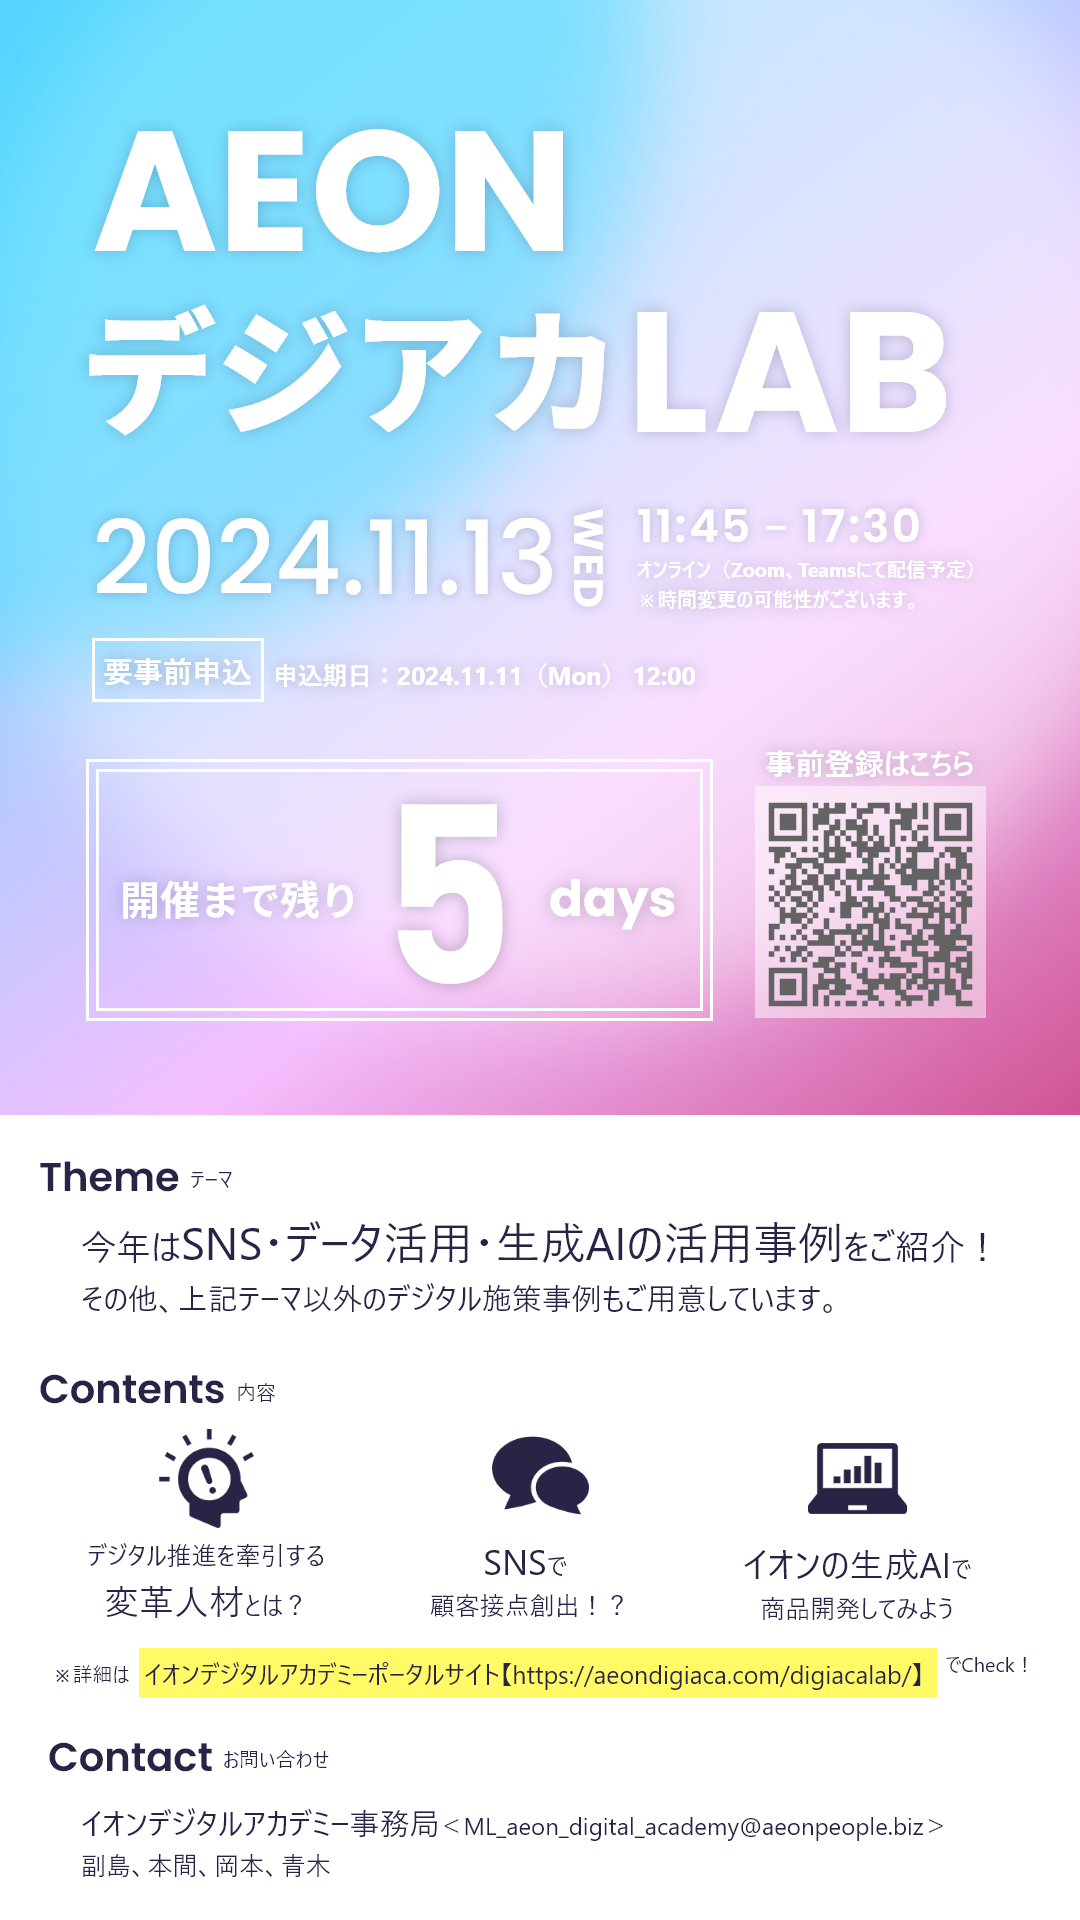 AEON
デジアカLAB
2024.11.13 WED
11:45 – 17:30
オンライン（Zoom、Teamsにて配信予定）
※時間変更の可能性がございます。
要事前申込 申込期日：2024.11.11（Mon） 12:00
開催まで残り 5 days
事前登録はこちら
Theme テーマ
今年はSNS・データ活用・生成AIの活用事例をご紹介！
その他、上記テーマ以外のデジタル施策事例もご用意しています。
Contents 内容
デジタル推進を牽引する
変革人材とは？
SNSで
顧客接点創出！？
イオンの生成AIで
商品開発してみよう
※詳細は イオンデジタルアカデミーポータルサイト【https://aeondigiaca.com/digiacalab/】 でCheck！
Contact お問い合わせ
イオンデジタルアカデミー事務局＜ML_aeon_digital_academy@aeonpeople.biz＞
副島、本間、岡本、青木